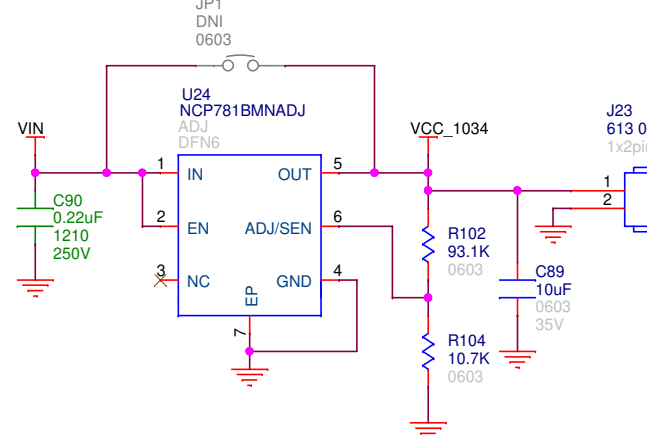 JP1
DNI
0603
U24
NCP781BMNADJ
ADJ
DFN6
VIN
VCC_1034
J23
613 0
1x2pin
1
IN
OUT
5
1
2
C90
0.22uF
1210
250V
2
EN
ADJ/SEN
6
R102
93.1K
0603
3
NC
GND
4
EP
7
C89
10uF
0603
35V
R104
10.7K
0603